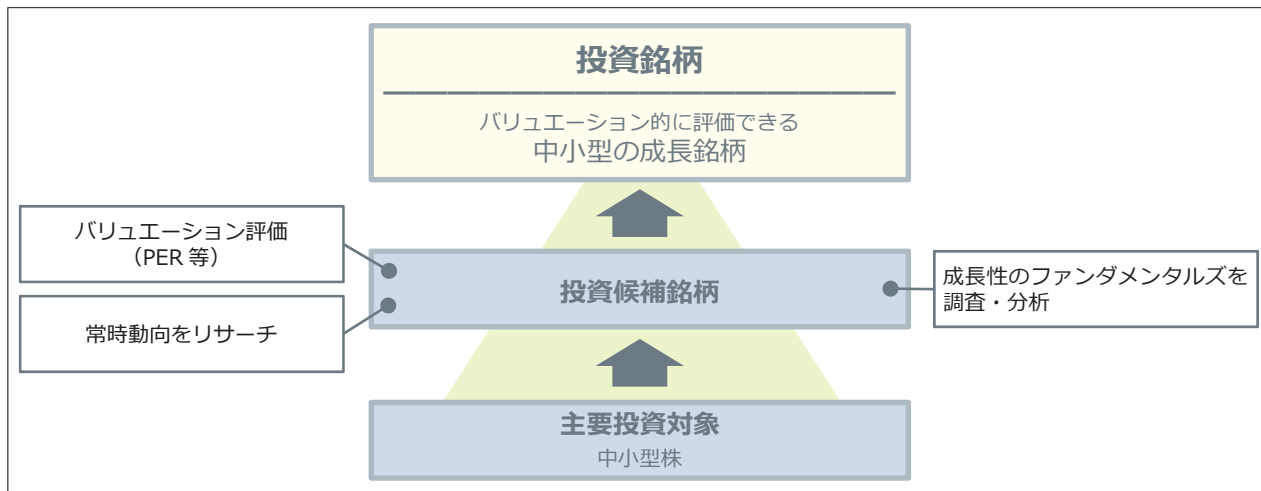 投資銘柄
バリュエーション的に評価できる
中小型の成長銘柄
バリュエーション評価
（PER 等）
常時動向をリサーチ
投資候補銘柄
成長性のファンダメンタルズを
調査・分析
主要投資対象
中小型株